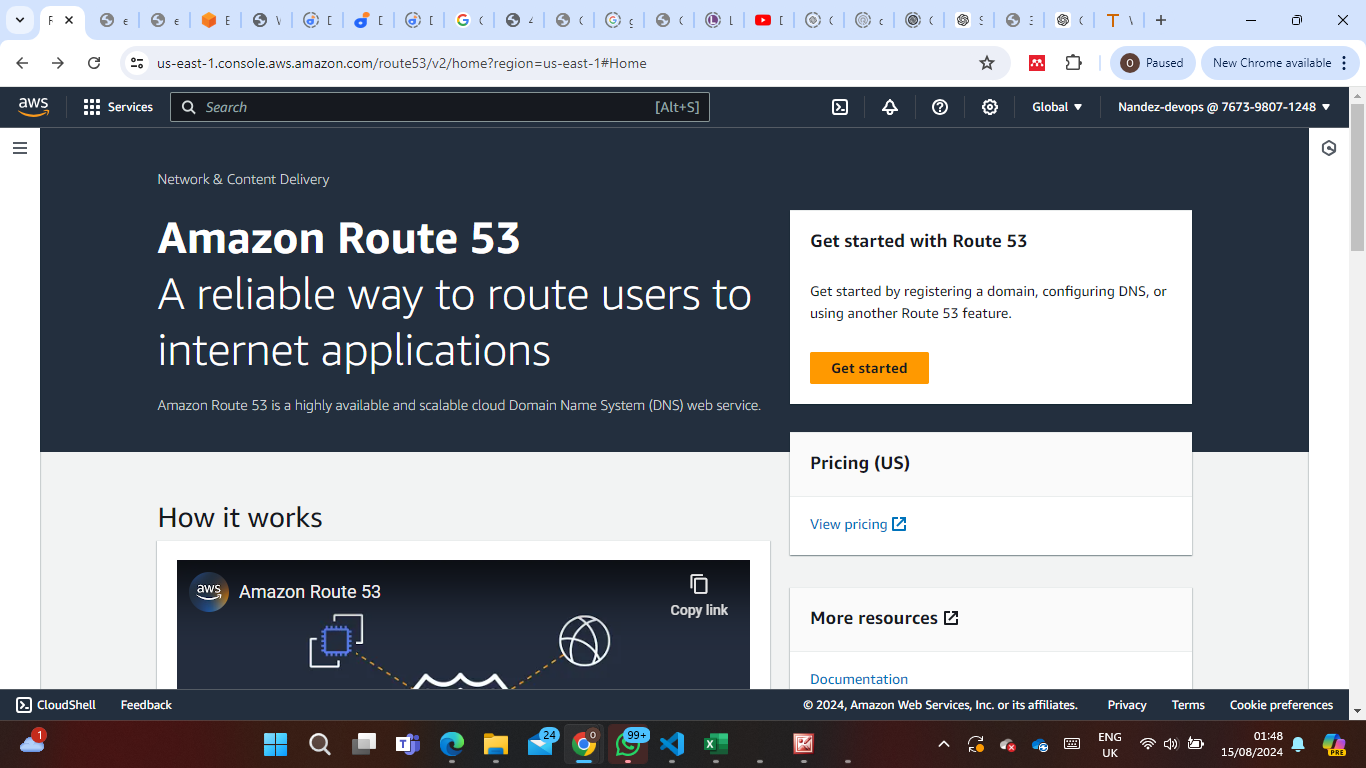 Paused
New Chrome available
us-east-1.console.aws.amazon.com/route53/v2/home?region=us-east-1#Home
aws
Services
Search
[Alt+S]
Global
Nandez-devops @ 7673-9807-1248
Network & Content Delivery
Amazon Route 53
A reliable way to route users to
internet applications
Amazon Route 53 is a highly available and scalable cloud Domain Name System (DNS) web service.
Get started with Route 53
Get started by registering a domain, configuring DNS, or
using another Route 53 feature.
Get started
Pricing (US)
View pricing
How it works
aws
Amazon Route 53
Copy link
More resources
Documentation
CloudShell
Feedback
© 2024, Amazon Web Services, Inc. or its affiliates.
Privacy
Terms
Cookie preferences
1
24
0
99+
ENG
UK
01:48
15/08/2024
PRE